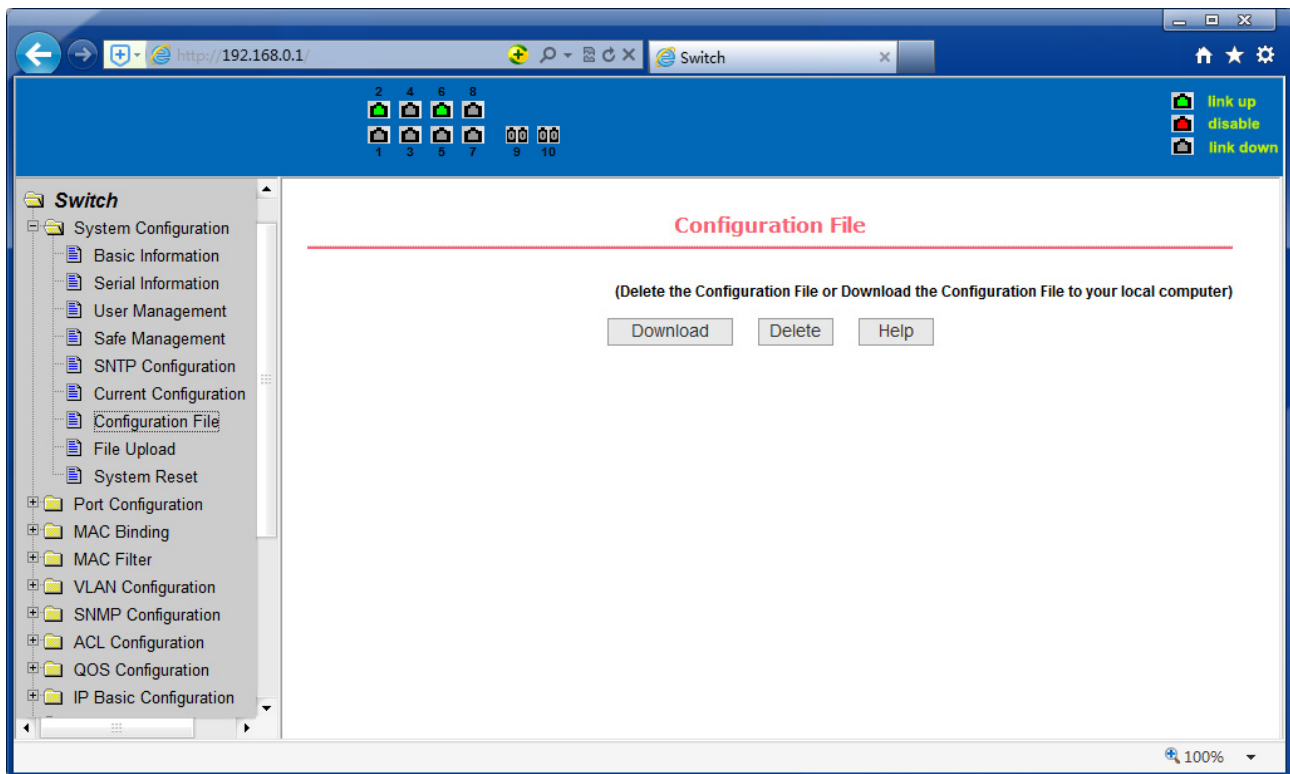 http://192.168.0.1/
Switch
2 4 6 8
1 3 5 7 9 10
link up
disable
link down
Switch
System Configuration
Basic Information
Serial Information
User Management
Safe Management
SNTP Configuration
Current Configuration
Configuration File
File Upload
System Reset
Port Configuration
MAC Binding
MAC Filter
VLAN Configuration
SNMP Configuration
ACL Configuration
QOS Configuration
IP Basic Configuration
Configuration File
(Delete the Configuration File or Download the Configuration File to your local computer)
Download Delete Help
100%